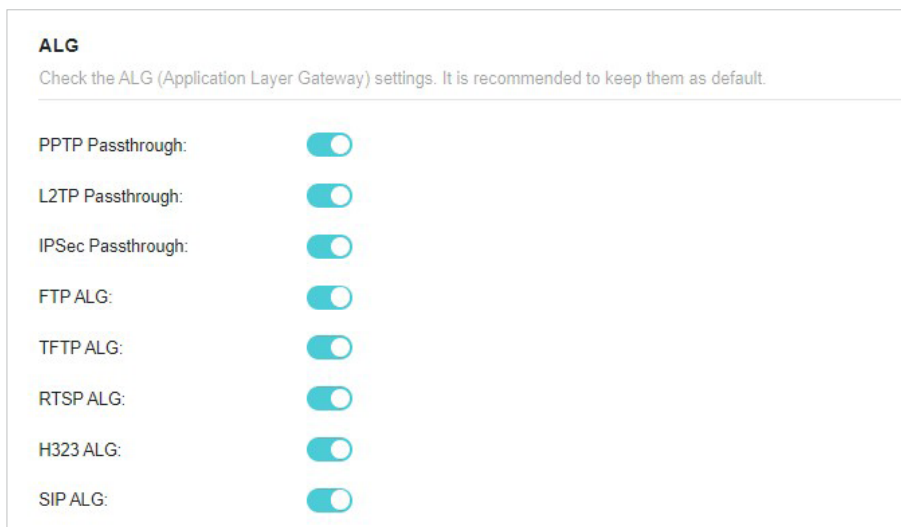 ALG
Check the ALG (Application Layer Gateway) settings. It is recommended to keep them as default.
PPTP Passthrough:
L2TP Passthrough:
IPSec Passthrough:
FTP ALG:
TFTP ALG:
RTSP ALG:
H323 ALG:
SIP ALG: